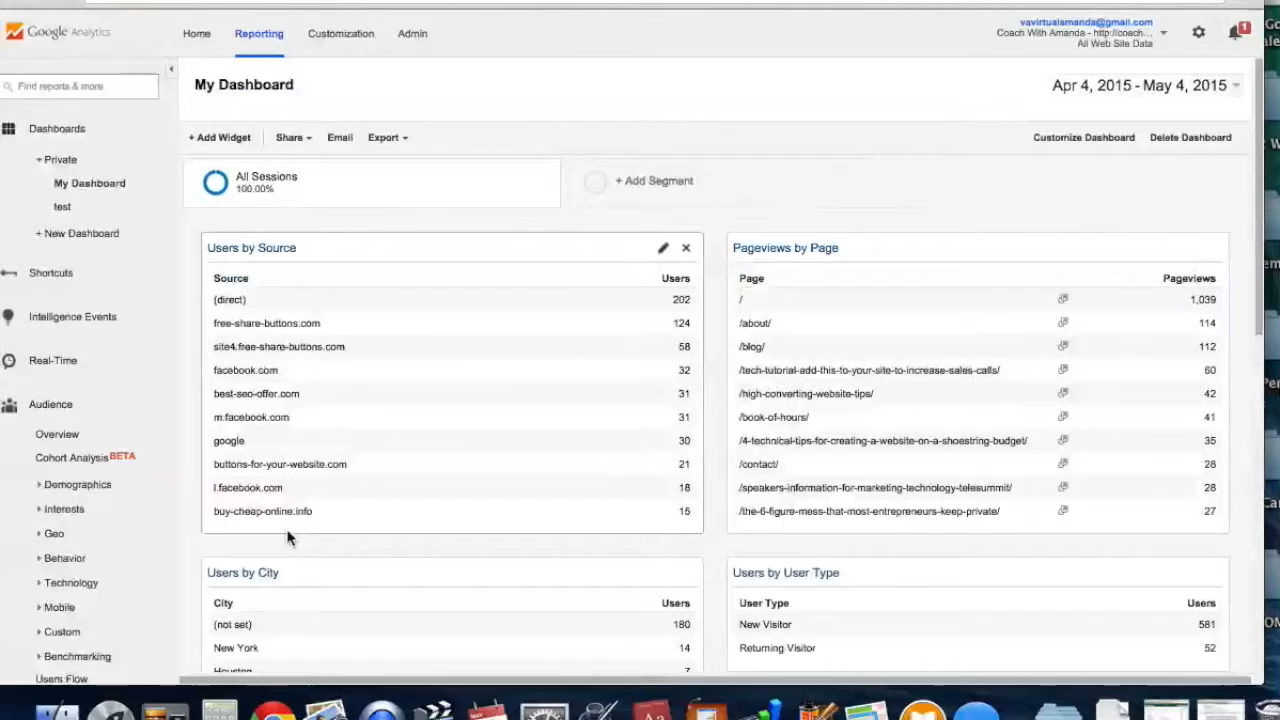 Google Analytics
Home
Reporting
Customization
Admin
vavirtualamanda@gmail.com
Coach With Amanda - http://coach...
All Web Site Data
1
Find reports & more
My Dashboard
Apr 4, 2015 - May 4, 2015
+ Add Widget
Share
Email
Export
Customize Dashboard
Delete Dashboard
Dashboards
Private
My Dashboard
test
+ New Dashboard
Shortcuts
Intelligence Events
Real-Time
Audience
Overview
Cohort Analysis BETA
Demographics
Interests
Geo
Behavior
Technology
Mobile
Custom
Benchmarking
Users Flow
All Sessions
100.00%
+ Add Segment
Users by Source
Source Users
(direct) 202
free-share-buttons.com 124
site4.free-share-buttons.com 58
facebook.com 32
best-seo-offer.com 31
m.facebook.com 31
google 30
buttons-for-your-website.com 21
l.facebook.com 18
buy-cheap-online.info 15
Pageviews by Page
Page Pageviews
/ 1,039
/about/ 114
/blog/ 112
/tech-tutorial-add-this-to-your-site-to-increase-sales-calls/ 60
/high-converting-website-tips/ 42
/book-of-hours/ 41
/4-technical-tips-for-creating-a-website-on-a-shoestring-budget/ 35
/contact/ 28
/speakers-information-for-marketing-technology-telesummit/ 28
/the-6-figure-mess-that-most-entrepreneurs-keep-private/ 27
Users by City
City Users
(not set) 180
New York 14
Houston 7
Users by User Type
User Type Users
New Visitor 581
Returning Visitor 52